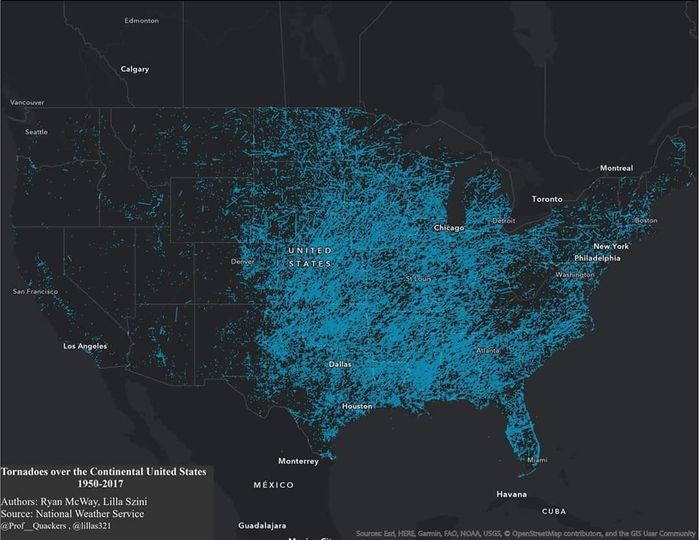 Edmonton
Calgary
Vancouver
Seattle
Montreal
Toronto
Boston
Chicago
Detroit
New York
Philadelphia
UNITED
STATES
Denver
St Louis
Washington
San Francisco
Los Angeles
Dallas
Atlanta
Houston
Monterrey
Miami
MÉXICO
Havana
CUBA
Guadalajara
Tornadoes over the Continental United States
1950-2017
Authors: Ryan McWay, Lilla Szini
Source: National Weather Service
@Prof__Quackers , @lillas321
Sources: Esri, HERE, Garmin, FAO, NOAA, USGS, © OpenStreetMap contributors, and the GIS User Community